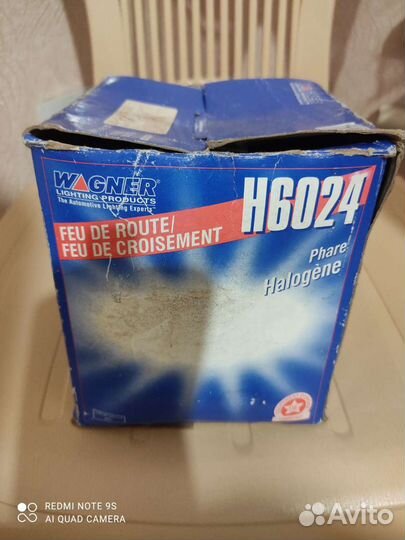 WAGNER
LIGHTING PRODUCTS
The Automotive Lighting Experts
H6024
FEU DE ROUTE/
FEU DE CROISEMENT
Phare
Halogène
REDMI NOTE 9S
AI QUAD CAMERA
Avito